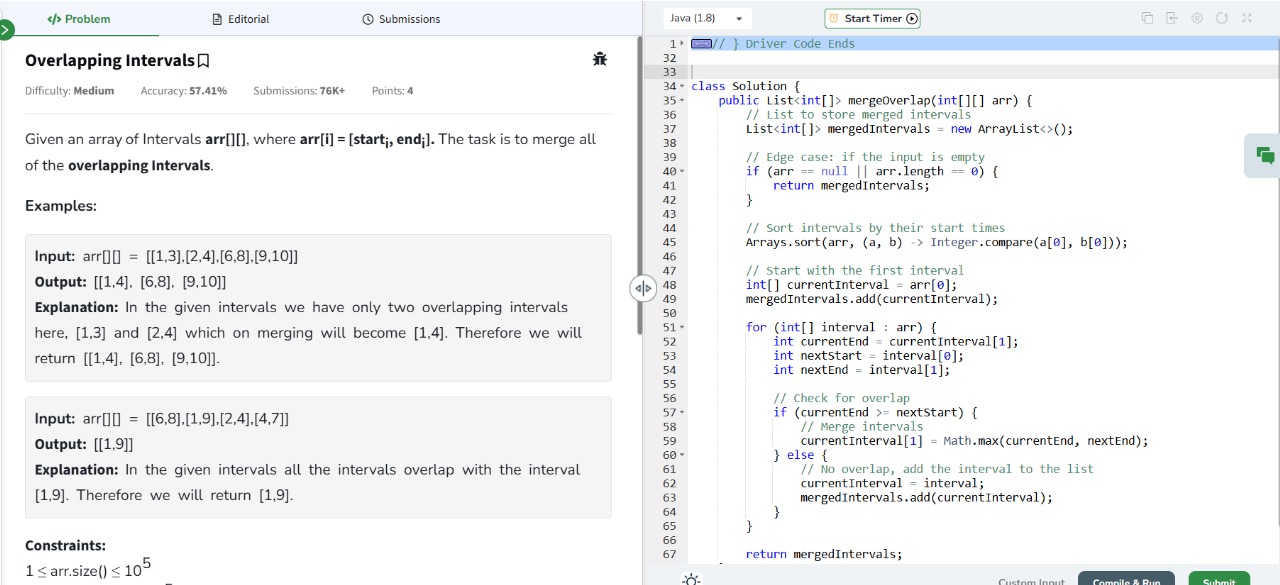 </> Problem
Editorial
Submissions
Java (1.8)
Start Timer
Overlapping Intervals
Difficulty: Medium Accuracy: 57.41% Submissions: 76K+ Points: 4
Given an array of Intervals arr[][], where arr[i] = [starti, endi]. The task is to merge all
of the overlapping Intervals.
Examples:
Input: arr[][] = [[1,3],[2,4],[6,8],[9,10]]
Output: [[1,4], [6,8], [9,10]]
Explanation: In the given intervals we have only two overlapping intervals
here, [1,3] and [2,4] which on merging will become [1,4]. Therefore we will
return [[1,4], [6,8], [9,10]].
Input: arr[][] = [[6,8],[1,9],[2,4],[4,7]]
Output: [[1,9]]
Explanation: In the given intervals all the intervals overlap with the interval
[1,9]. Therefore we will return [1,9].
Constraints:
1 ≤ arr.size() ≤ 10^5
1 // } Driver Code Ends
32
33
34 class Solution {
35     public List<int[]> mergeOverlap(int[][] arr) {
36         // List to store merged intervals
37         List<int[]> mergedIntervals = new ArrayList<>();
38
39         // Edge case: if the input is empty
40         if (arr == null || arr.length == 0) {
41             return mergedIntervals;
42         }
43
44         // Sort intervals by their start times
45         Arrays.sort(arr, (a, b) -> Integer.compare(a[0], b[0]));
46
47         // Start with the first interval
48         int[] currentInterval = arr[0];
49         mergedIntervals.add(currentInterval);
50
51         for (int[] interval : arr) {
52             int currentEnd = currentInterval[1];
53             int nextStart = interval[0];
54             int nextEnd = interval[1];
55
56             // Check for overlap
57             if (currentEnd >= nextStart) {
58                 // Merge intervals
59                 currentInterval[1] = Math.max(currentEnd, nextEnd);
60             } else {
61                 // No overlap, add the interval to the list
62                 currentInterval = interval;
63                 mergedIntervals.add(currentInterval);
64             }
65         }
66
67         return mergedIntervals;
Custom Input
Compile & Run
Submit